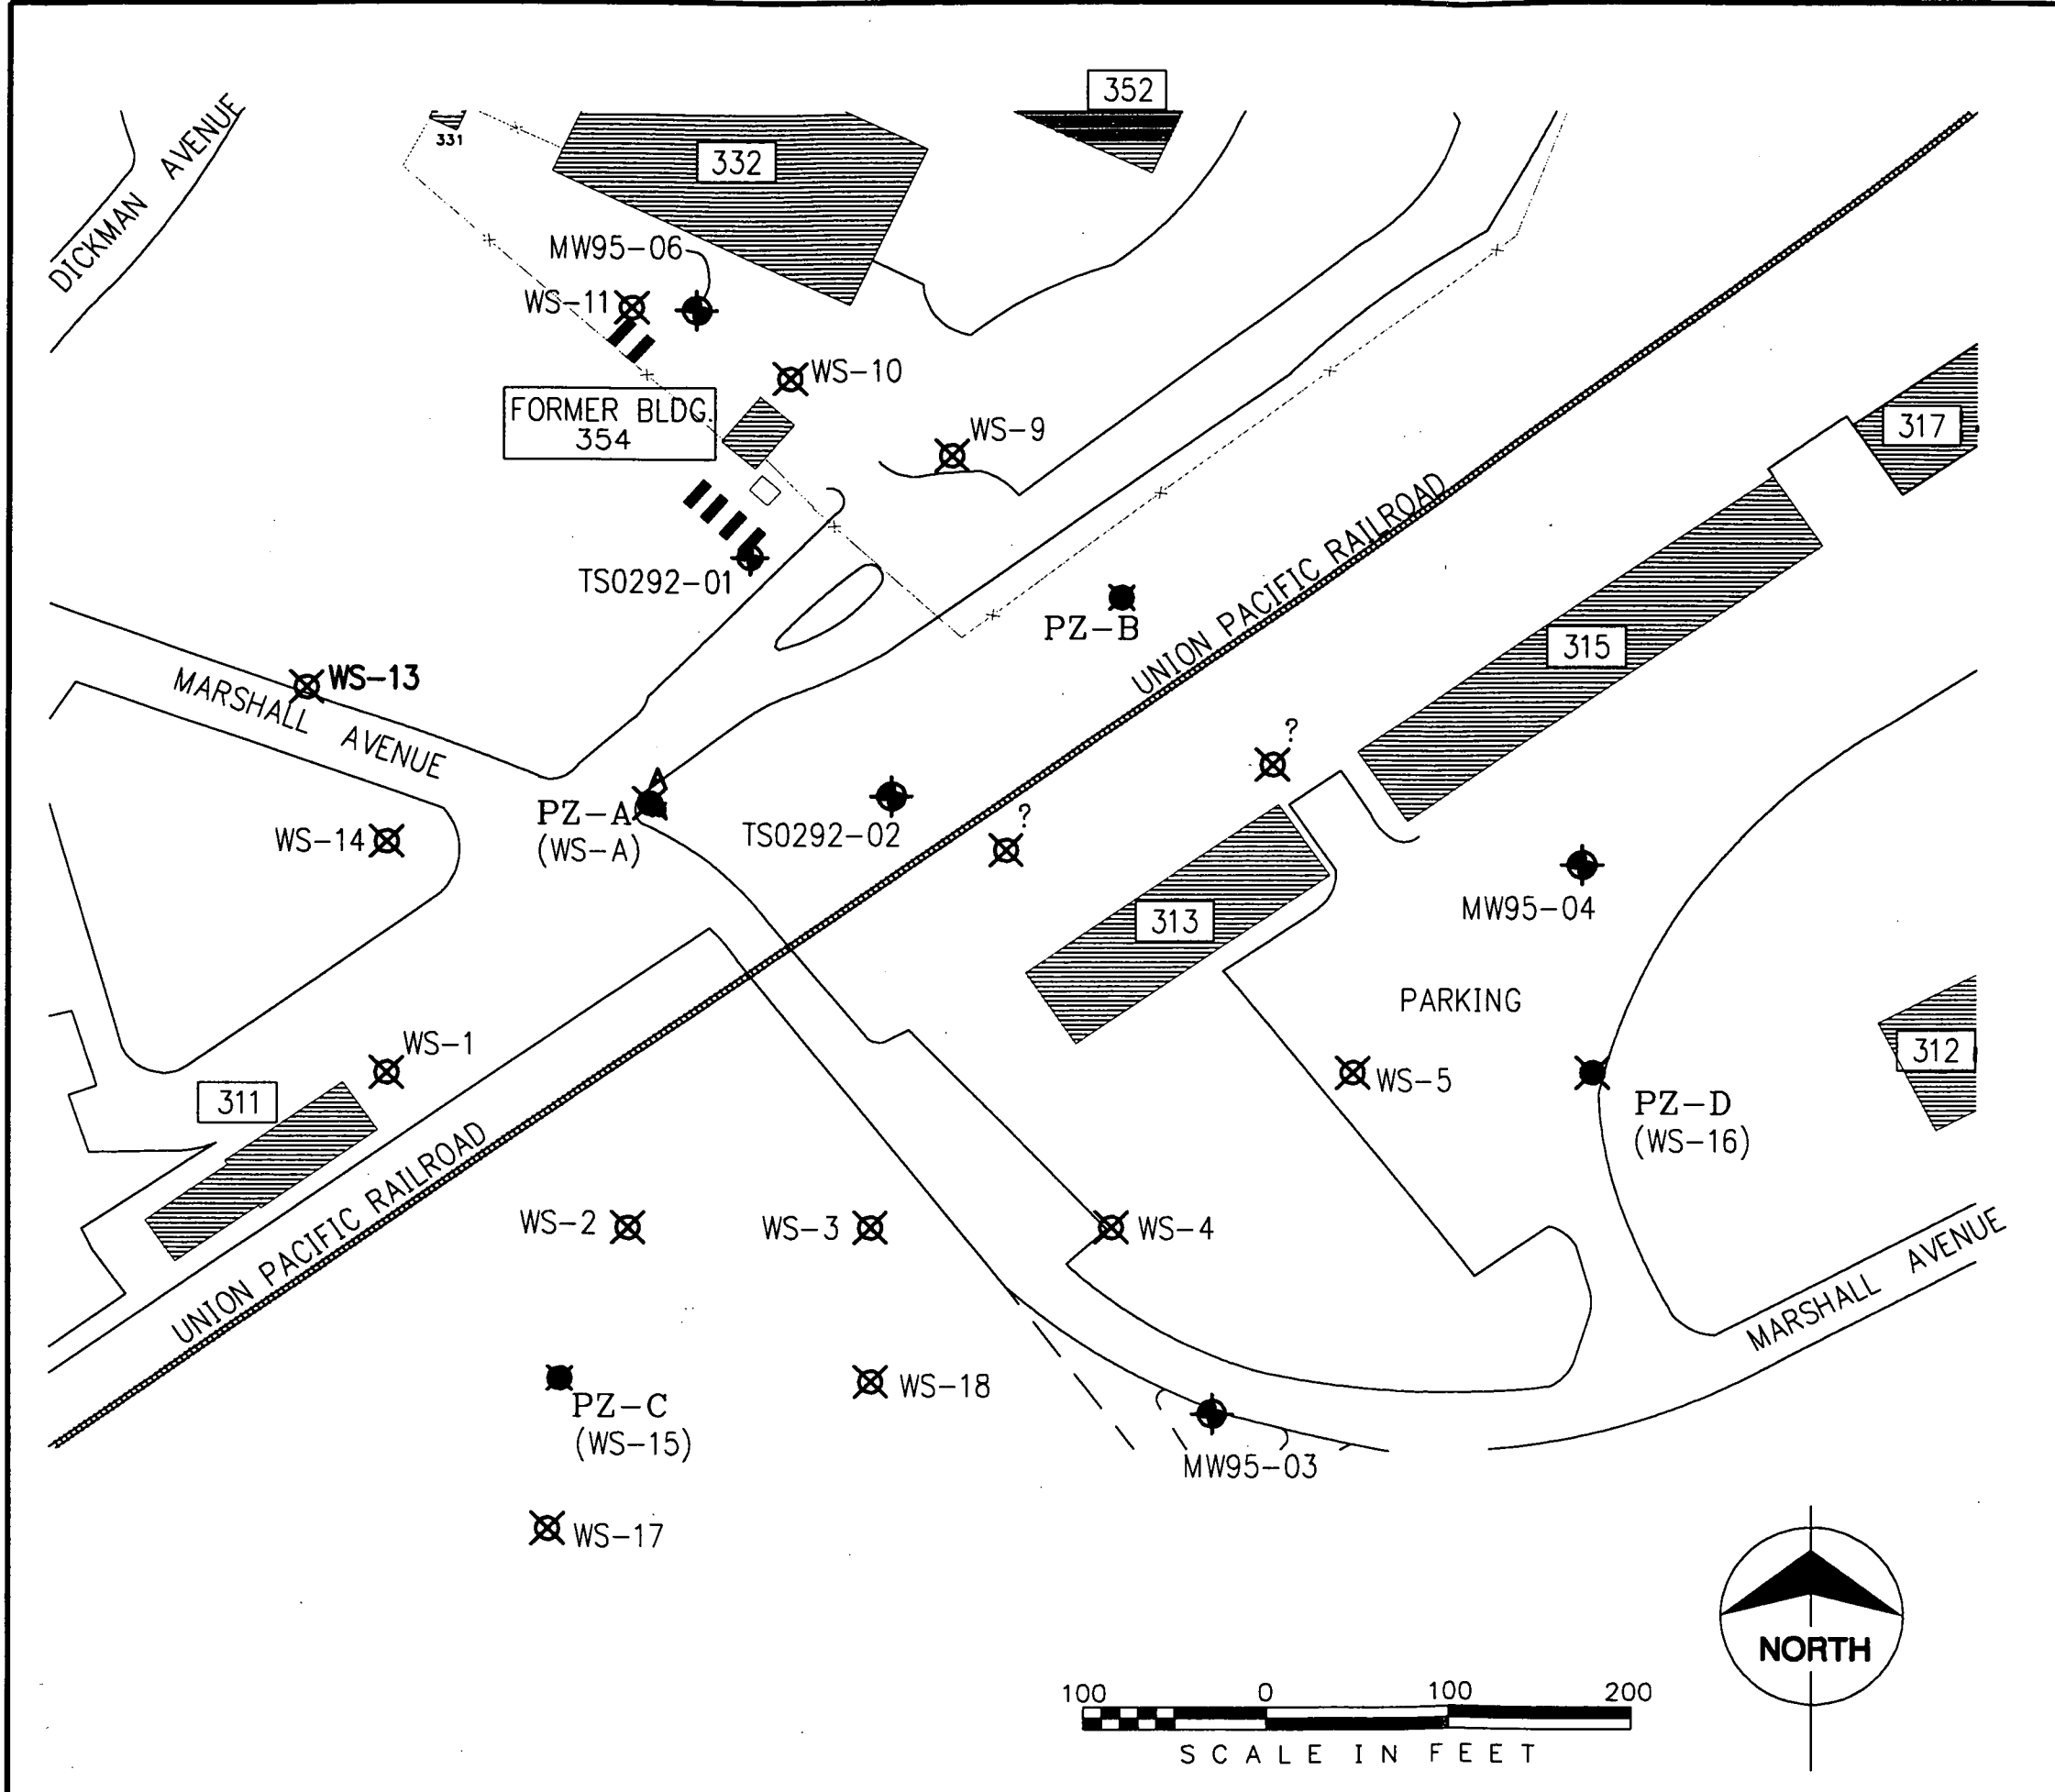 352
DICKMAN AVENUE
331
332
MW95-06
WS-11
WS-10
FORMER BLDG.
354
WS-9
317
UNION PACIFIC RAILROAD
TS0292-01
PZ-B
315
WS-13
MARSHALL AVENUE
?
?
PZ-A
(WS-A)
TS0292-02
WS-14
313
MW95-04
PARKING
WS-1
311
WS-5
312
PZ-D
(WS-16)
UNION PACIFIC RAILROAD
WS-2
WS-3
WS-4
MARSHALL AVENUE
PZ-C
(WS-15)
WS-18
MW95-03
WS-17
NORTH
100 0 100 200
SCALE IN FEET